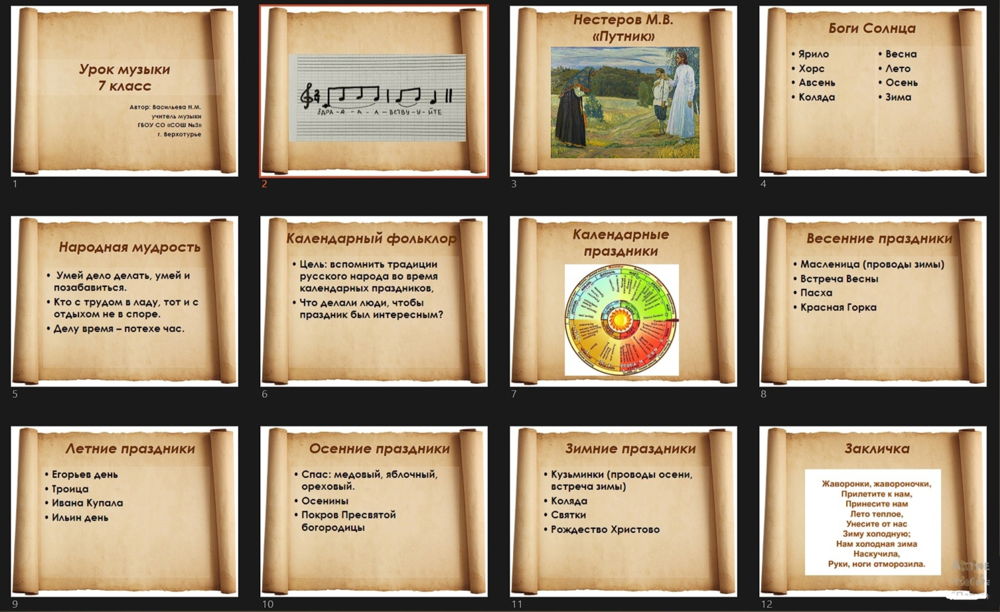 Урок музыки
7 класс
Автор: Васильева Н.М.
учитель музыки
ГБОУ СО «СОШ №3»
г. Верхотурье
1
ЗДРА - А - А - А - ВСТВУ - У - ЙТЕ
2
Нестеров М.В.
«Путник»
3
Боги Солнца
• Ярило
• Хорс
• Авсень
• Коляда
• Весна
• Лето
• Осень
• Зима
4
Народная мудрость
• Умей дело делать, умей и
позабавиться.
• Кто с трудом в ладу, тот и с
отдыхом не в споре.
• Делу время – потехе час.
5
Календарный фольклор
• Цель: вспомнить традиции
русского народа во время
календарных праздников,
• Что делали люди, чтобы
праздник был интересным?
6
Календарные
праздники
7
Весенние праздники
• Масленица (проводы зимы)
• Встреча Весны
• Пасха
• Красная Горка
8
Летние праздники
• Егорьев день
• Троица
• Ивана Купала
• Ильин день
9
Осенние праздники
• Спас: медовый, яблочный,
ореховый.
• Осенины
• Покров Пресвятой
богородицы
10
Зимние праздники
• Кузьминки (проводы осени,
встреча зимы)
• Коляда
• Святки
• Рождество Христово
11
Закличка
Жаворонки, жавороночки,
Прилетите к нам,
Принесите нам
Лето теплое,
Унесите от нас
Зиму холодную;
Нам холодная зима
Наскучила,
Руки, ноги отморозила.
12